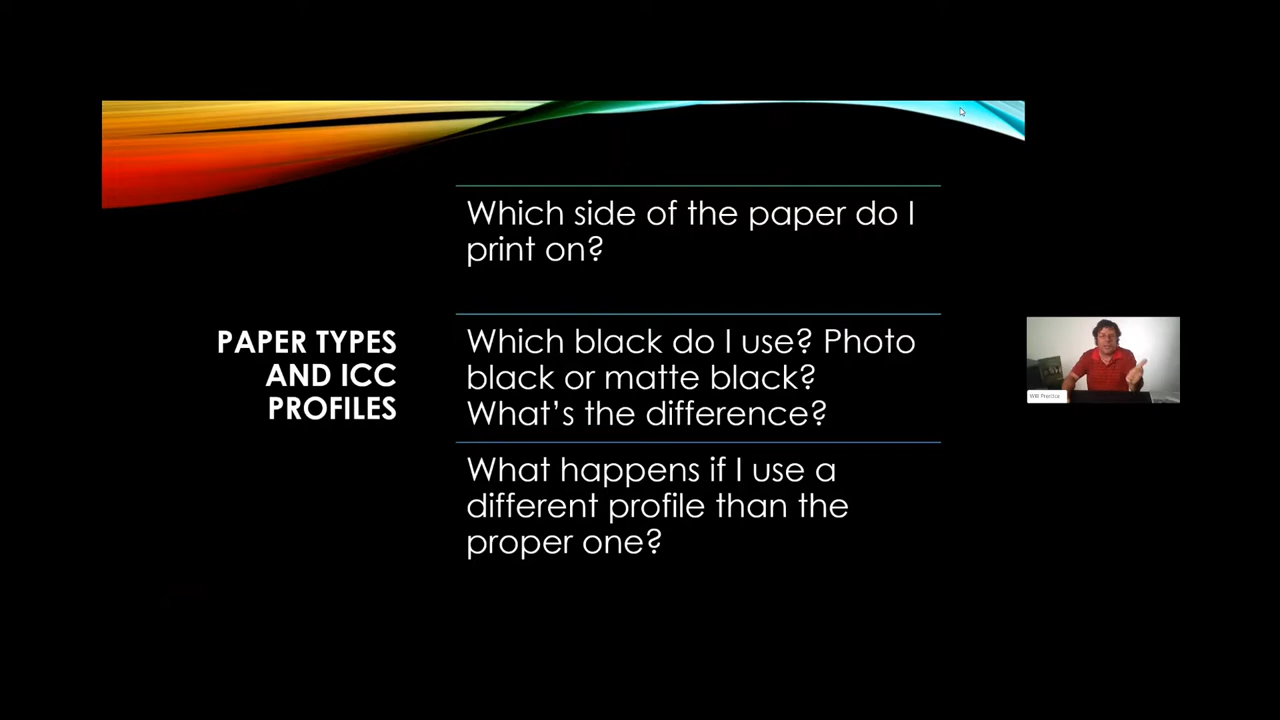 PAPER TYPES
AND ICC
PROFILES
Which side of the paper do I
print on?
Which black do I use? Photo
black or matte black?
What's the difference?
What happens if I use a
different profile than the
proper one?